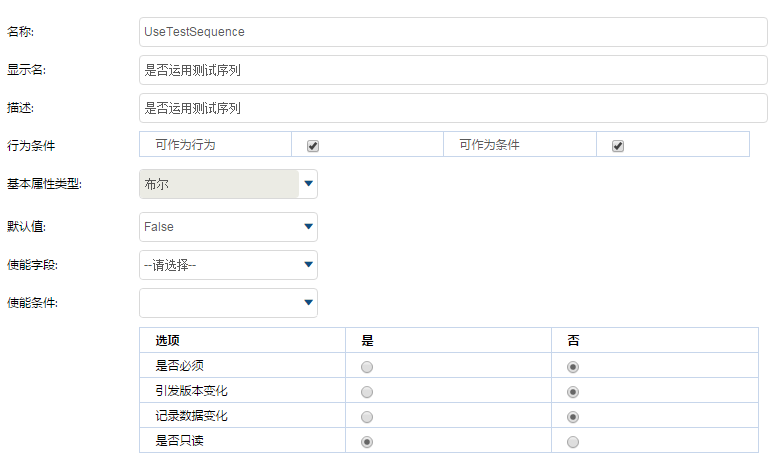 名称: UseTestSequence
显示名: 是否运用测试序列
描述: 是否运用测试序列
行为条件 可作为行为 可作为条件
基本属性类型: 布尔
默认值: False
使能字段: --请选择--
使能条件:
选项 是 否
是否必须
引发版本变化
记录数据变化
是否只读